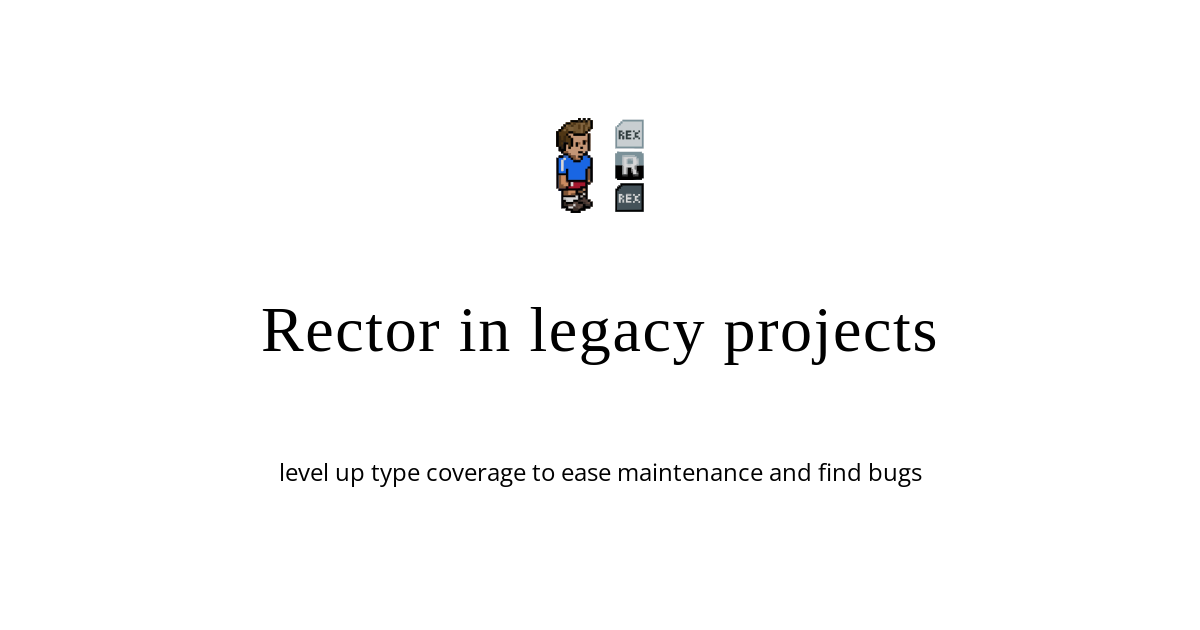 REX
R
REX
Rector in legacy projects
level up type coverage to ease maintenance and find bugs